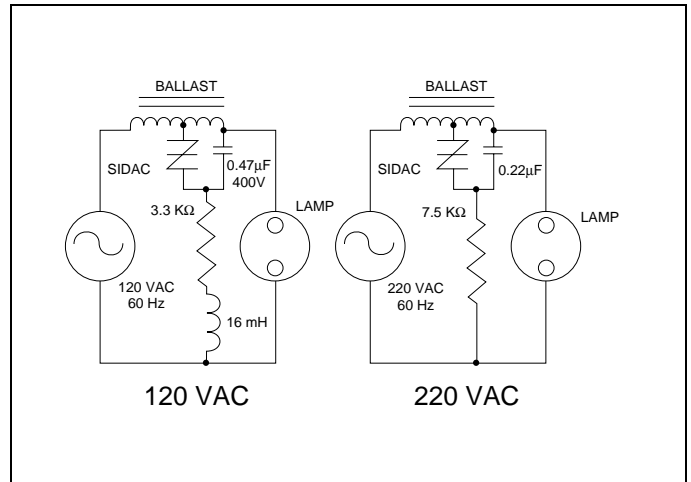 BALLAST
SIDAC
0.47µF
400V
3.3 KΩ
LAMP
120 VAC
60 Hz
16 mH
120 VAC
BALLAST
SIDAC
0.22µF
7.5 KΩ
LAMP
220 VAC
60 Hz
220 VAC